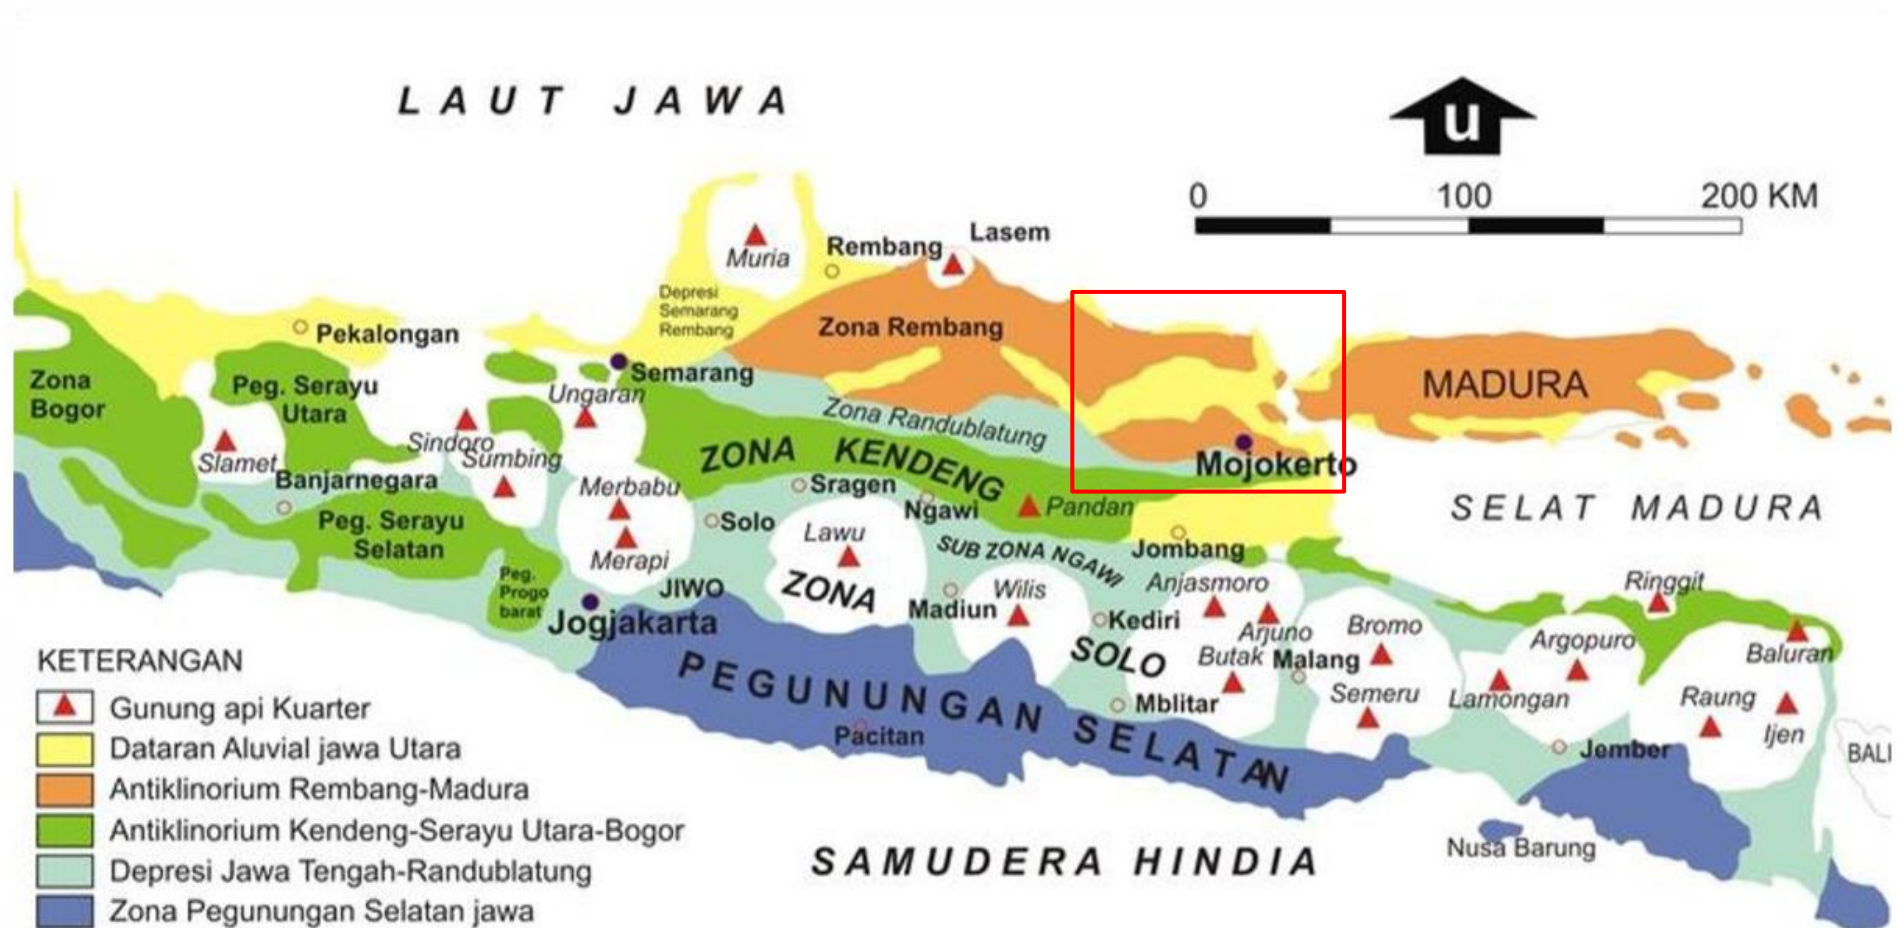 LAUT JAWA
u
0 100 200 KM
Lasem
Rembang
Muria
Depresi
Semarang
Rembang
Zona Rembang
Pekalongan
Semarang
Zona
Bogor
Peg. Serayu
Utara
Ungaran
MADURA
Zona Randublatung
Sindoro
Sumbing
Slamet
ZONA KENDENG
Mojokerto
Banjarnegara
Merbabu
Sragen
Ngawi
Pandan
SELAT MADURA
Peg. Serayu
Selatan
Solo
Lawu
Merapi
SUB ZONA NGAWI
Jombang
Peg.
Progo
barat
JIWO
ZONA
Madiun
Wilis
Anjasmoro
Ringgit
Jogjakarta
Kediri
Arjuno
Bromo
Argopuro
Baluran
SOLO
Butak
Malang
KETERANGAN
PEGUNUNGAN SELATAN
Mblitar
Semeru
Lamongan
Raung
Ijen
Gunung api Kuarter
Pacitan
Jember
BALI
Dataran Aluvial jawa Utara
Antiklinorium Rembang-Madura
Antiklinorium Kendeng-Serayu Utara-Bogor
Nusa Barung
SAMUDERA HINDIA
Depresi Jawa Tengah-Randublatung
Zona Pegunungan Selatan jawa